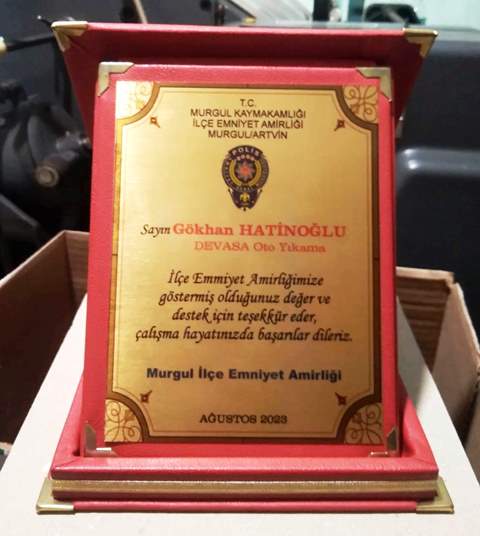 T.C.
MURGUL KAYMAKAMLIĞI
İLÇE EMNİYET AMİRLİĞİ
MURGUL/ARTVİN
POLİS
Sayın Gökhan HATİNOĞLU
DEVASA Oto Yıkama
İlçe Emmiyet Amirliğimize
göstermiş olduğunuz değer ve
destek için teşekkür eder,
çalışma hayatınızda başarılar dileriz.
Murgul İlçe Emniyet Amirliği
AĞUSTOS 2023